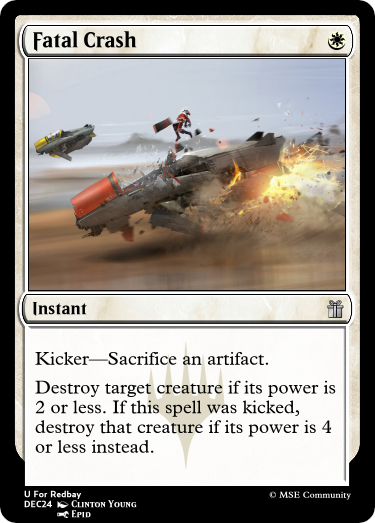 Fatal Crash
Instant
Kicker—Sacrifice an artifact.
Destroy target creature if its power is
2 or less. If this spell was kicked,
destroy that creature if its power is 4
or less instead.
U For Redbay
DEC24 Clinton Young
© MSE Community
Epid